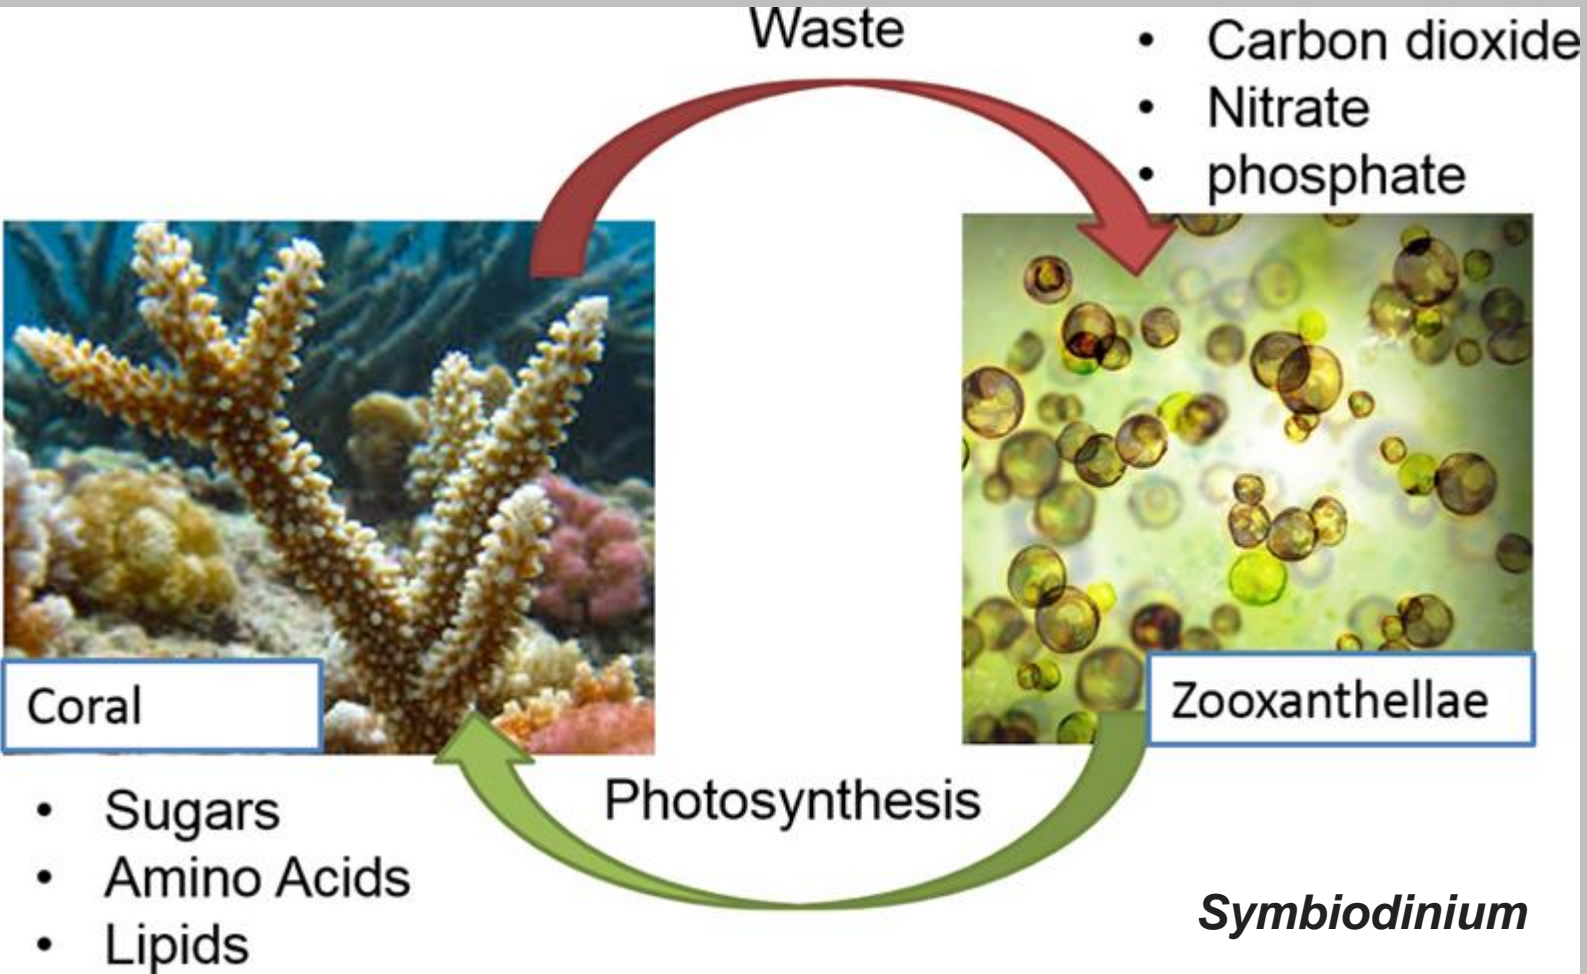 Waste
• Carbon dioxide
• Nitrate
• phosphate
Coral
Zooxanthellae
Photosynthesis
• Sugars
• Amino Acids
• Lipids
Symbiodinium